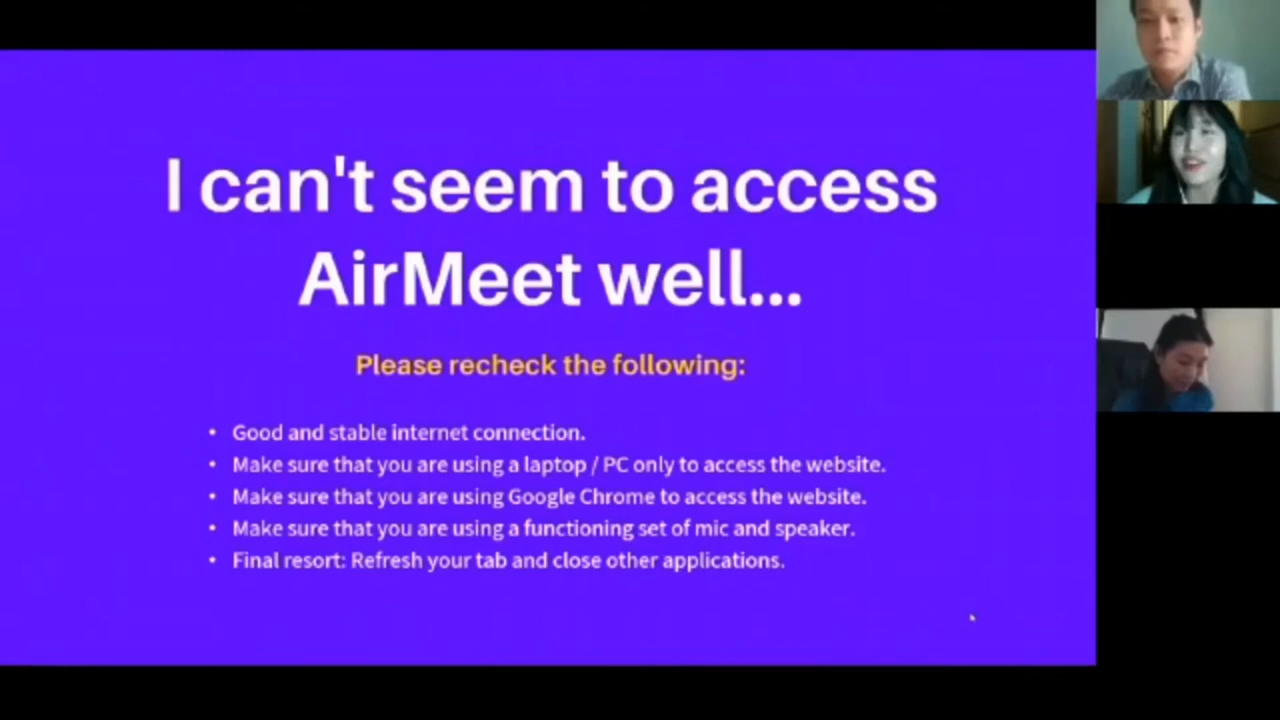 I can't seem to access
AirMeet well...
Please recheck the following:
• Good and stable internet connection.
• Make sure that you are using a laptop / PC only to access the website.
• Make sure that you are using Google Chrome to access the website.
• Make sure that you are using a functioning set of mic and speaker.
• Final resort: Refresh your tab and close other applications.